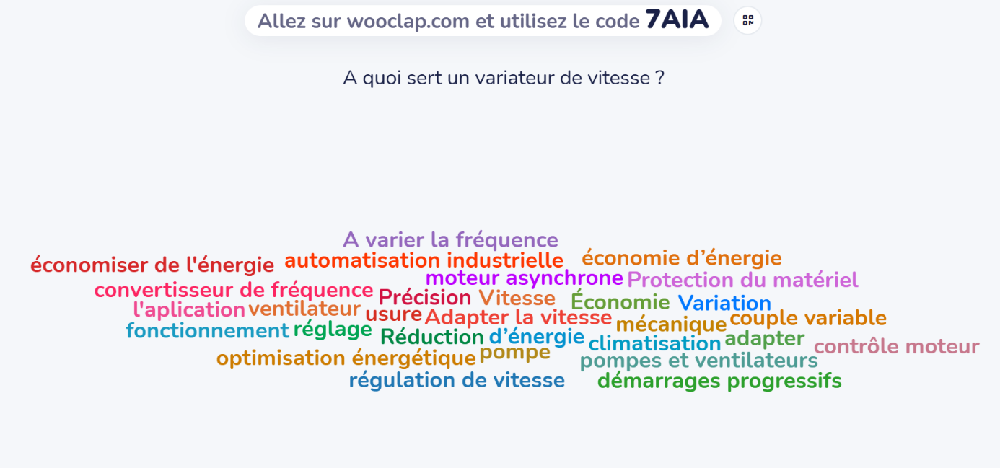 Allez sur wooclap.com et utilisez le code 7AIA
A quoi sert un variateur de vitesse ?
A varier la fréquence
économiser de l'énergie
automatisation industrielle
économie d’énergie
moteur asynchrone
Protection du matériel
convertisseur de fréquence
Précision
Vitesse
Économie
Variation
l'aplication
ventilateur
usure
Adapter la vitesse
mécanique
couple variable
fonctionnement
réglage
Réduction
d’énergie
climatisation
adapter
contrôle moteur
optimisation énergétique
pompe
pompes et ventilateurs
régulation de vitesse
démarrages progressifs